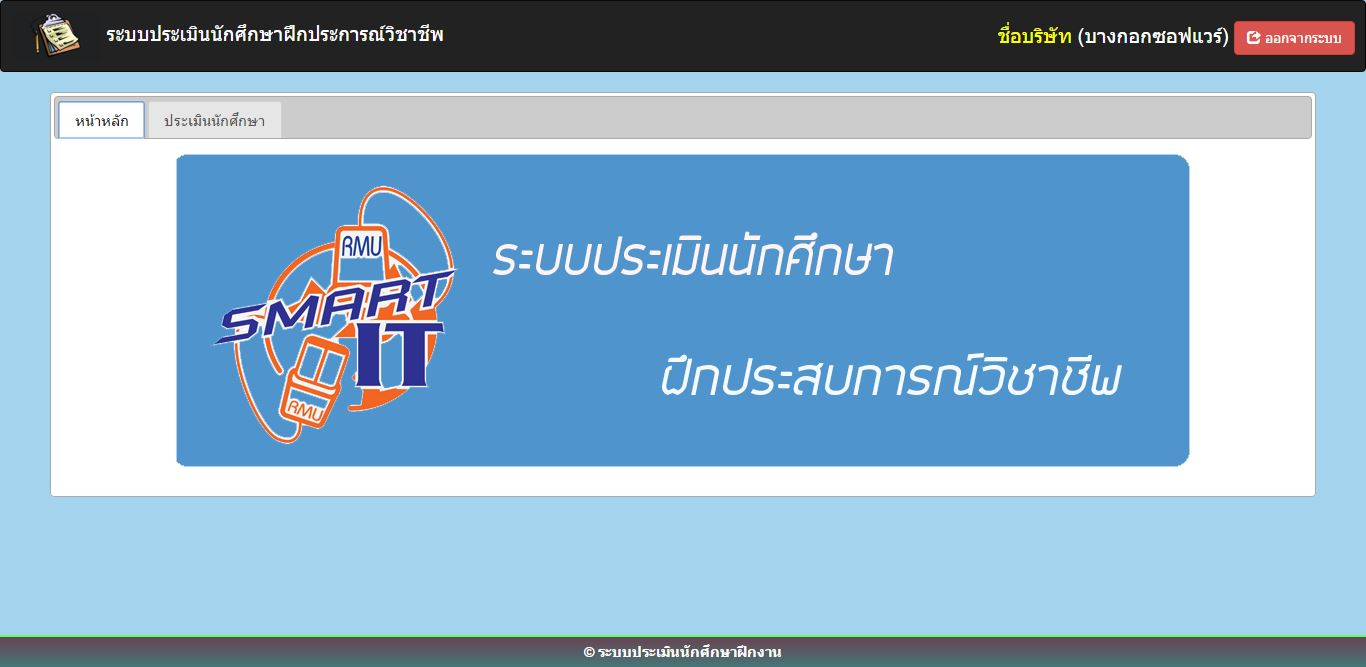 ระบบประเมินนักศึกษาฝึกประการณ์วิชาชีพ
ชื่อบริษัท (บางกอกซอฟแวร์)
ออกจากระบบ
หน้าหลัก
ประเมินนักศึกษา
RMU
SMART
IT
RMU
ระบบประเมินนักศึกษา
ฝึกประสบการณ์วิชาชีพ
© ระบบประเมินนักศึกษาฝึกงาน